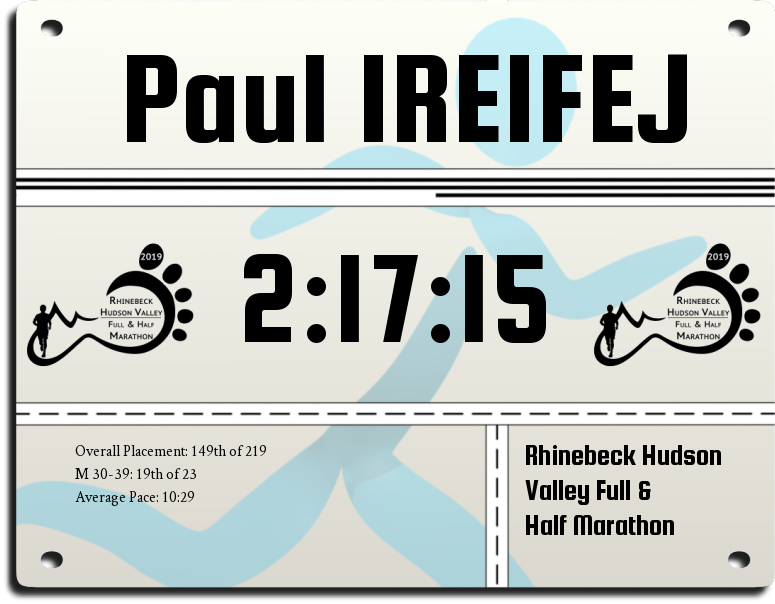 Paul IREIFEJ
2019
Rhinebeck
Hudson Valley
Full & Half
Marathon
2:17:15
2019
Rhinebeck
Hudson Valley
Full & Half
Marathon
Overall Placement: 149th of 219
M 30-39: 19th of 23
Average Pace: 10:29
Rhinebeck Hudson
Valley Full &
Half Marathon